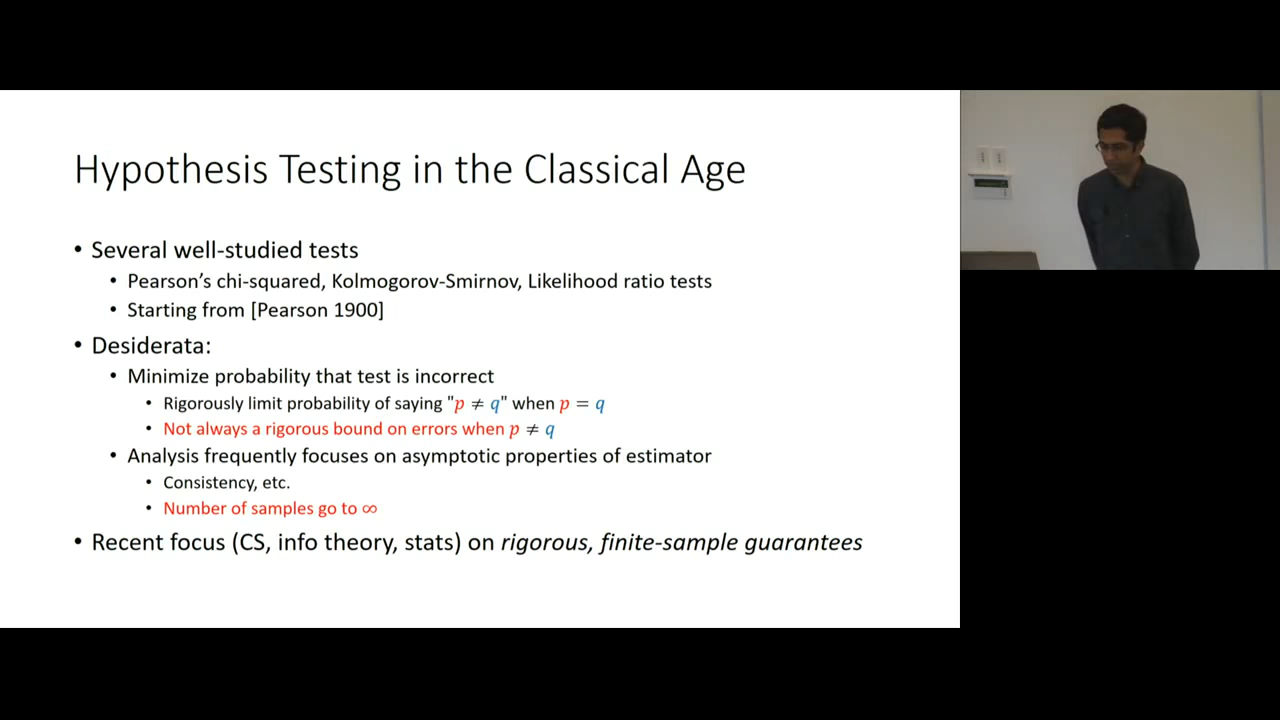 Hypothesis Testing in the Classical Age
• Several well-studied tests
• Pearson’s chi-squared, Kolmogorov-Smirnov, Likelihood ratio tests
• Starting from [Pearson 1900]
• Desiderata:
• Minimize probability that test is incorrect
• Rigorously limit probability of saying "p ≠ q" when p = q
• Not always a rigorous bound on errors when p ≠ q
• Analysis frequently focuses on asymptotic properties of estimator
• Consistency, etc.
• Number of samples go to ∞
• Recent focus (CS, info theory, stats) on rigorous, finite-sample guarantees